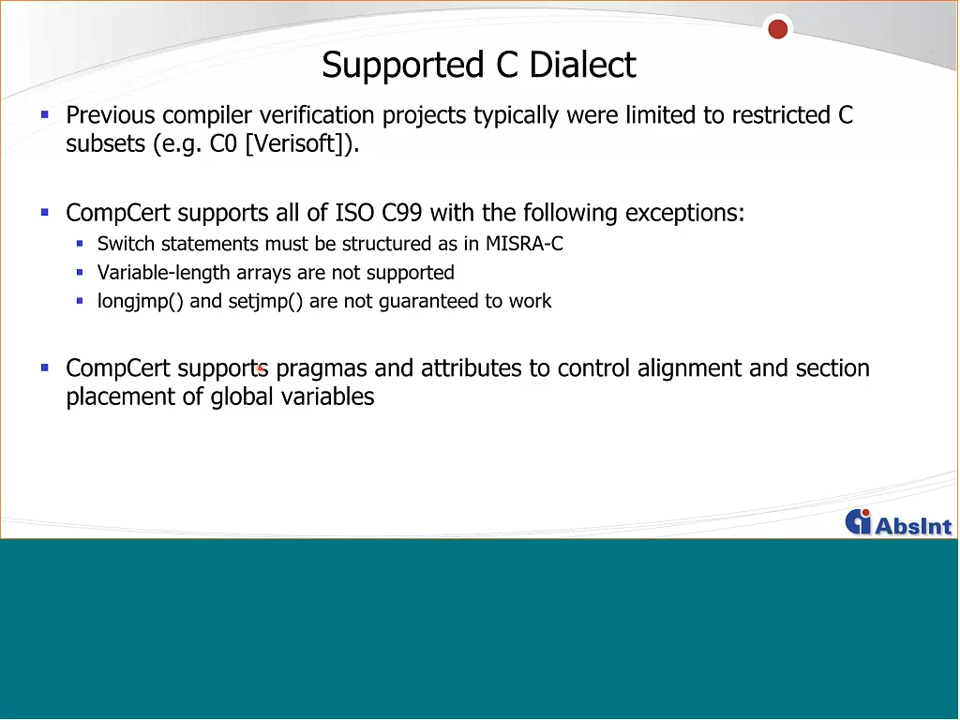 Supported C Dialect
Previous compiler verification projects typically were limited to restricted C
subsets (e.g. C0 [Verisoft]).
CompCert supports all of ISO C99 with the following exceptions:
Switch statements must be structured as in MISRA-C
Variable-length arrays are not supported
longjmp() and setjmp() are not guaranteed to work
CompCert supports pragmas and attributes to control alignment and section
placement of global variables
AbsInt